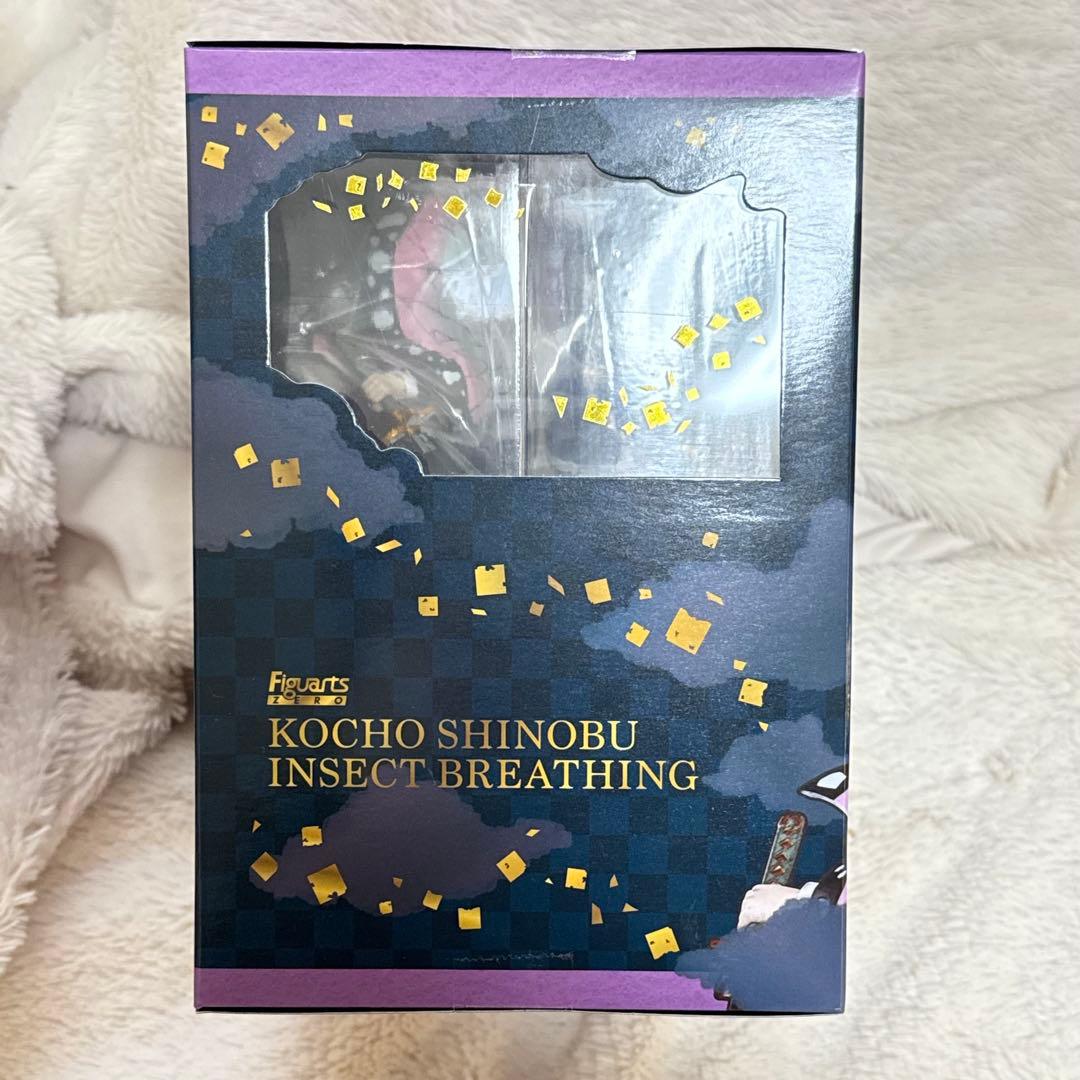 Figuarts
ZERO
KOCHO SHINOBU
INSECT BREATHING